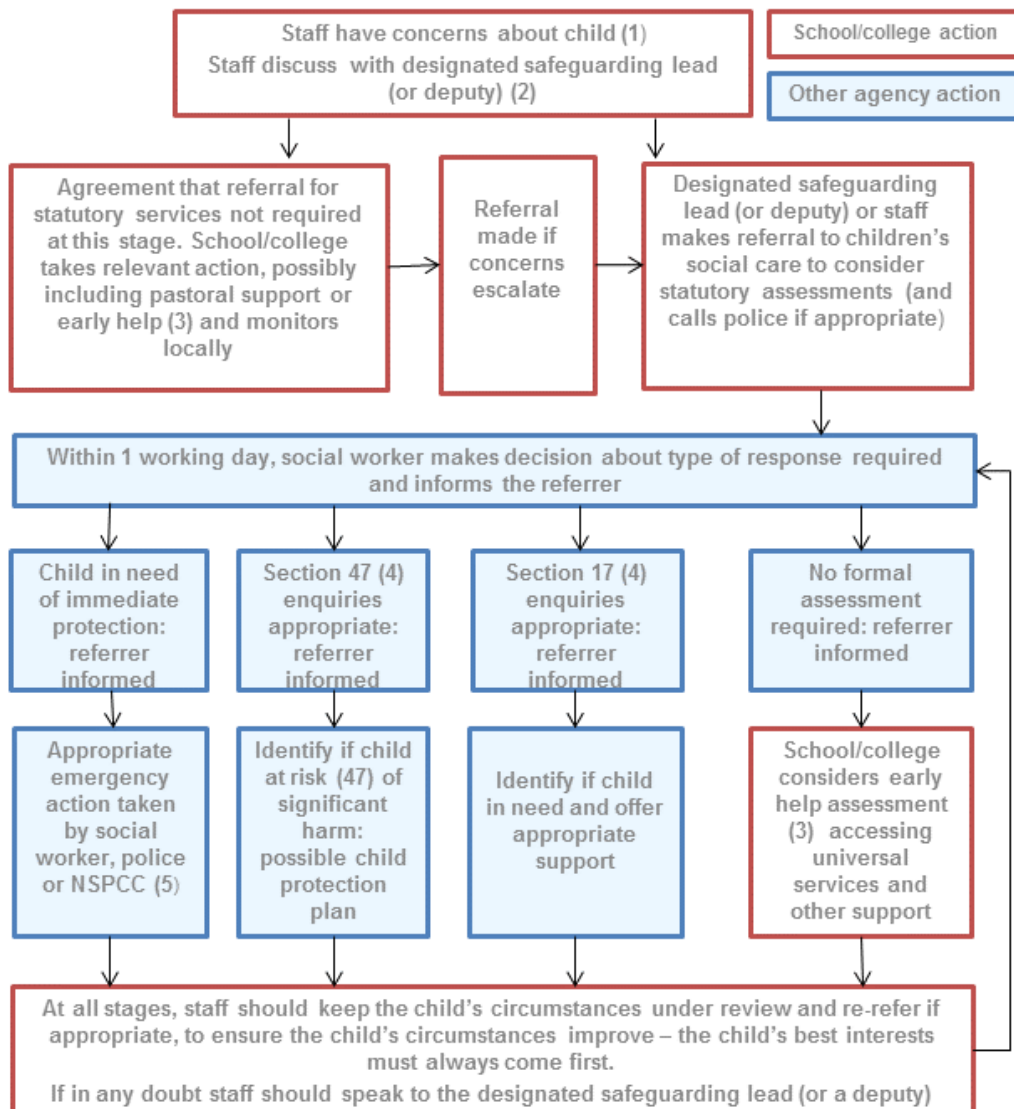 Staff have concerns about child (1)
Staff discuss with designated safeguarding lead
(or deputy) (2)
School/college action
Other agency action
Agreement that referral for
statutory services not required
at this stage. School/college
takes relevant action, possibly
including pastoral support or
early help (3) and monitors
locally
Referral
made if
concerns
escalate
Designated safeguarding
lead (or deputy) or staff
makes referral to children's
social care to consider
statutory assessments (and
calls police if appropriate)
Within 1 working day, social worker makes decision about type of response required
and informs the referrer
Child in need
of immediate
protection:
referrer
informed
Section 47 (4)
enquiries
appropriate:
referrer
informed
Section 17 (4)
enquiries
appropriate:
referrer
informed
No formal
assessment
required: referrer
informed
Appropriate
emergency
action taken
by social
worker, police
or NSPCC (5)
Identify if child
at risk (47) of
significant
harm:
possible child
protection
plan
Identify if child
in need and offer
appropriate
support
School/college
considers early
help assessment
(3) accessing
universal
services and
other support
At all stages, staff should keep the child's circumstances under review and re-refer if
appropriate, to ensure the child's circumstances improve – the child's best interests
must always come first.
If in any doubt staff should speak to the designated safeguarding lead (or a deputy)